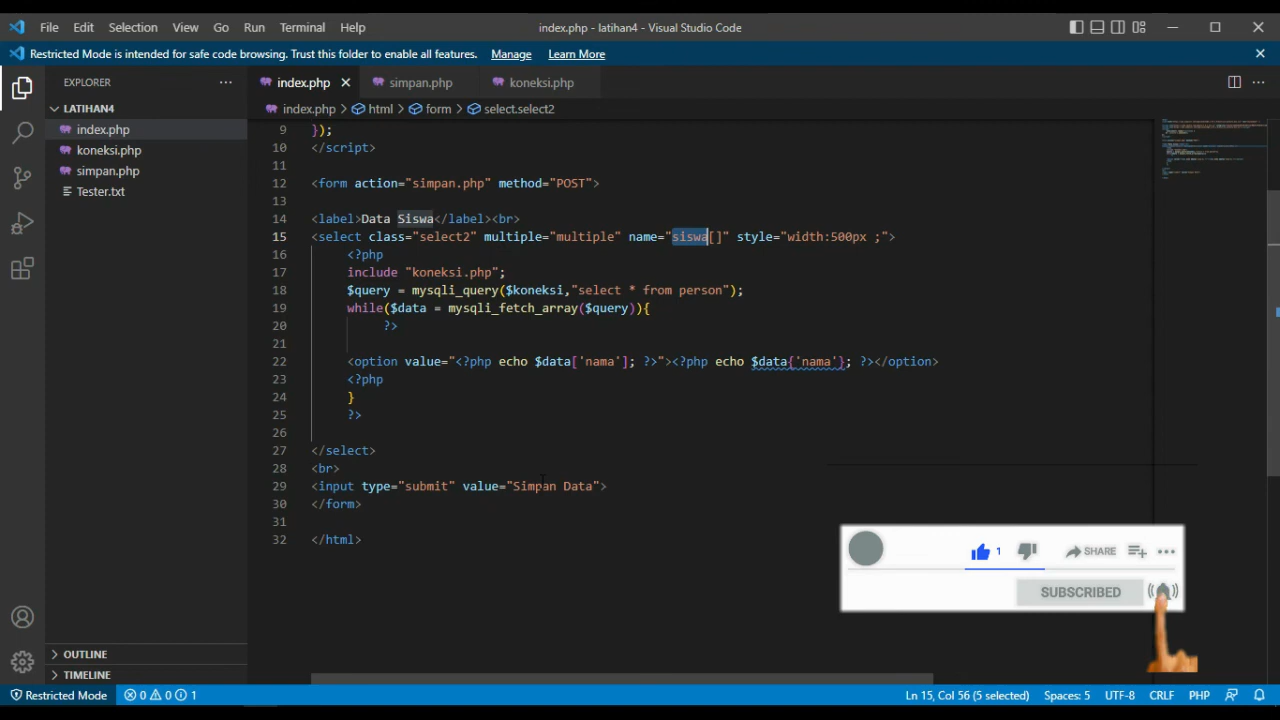 File Edit Selection View Go Run Terminal Help index.php - latihan4 - Visual Studio Code
Restricted Mode is intended for safe code browsing. Trust this folder to enable all features. Manage Learn More
EXPLORER
LATIHAN4
index.php
koneksi.php
simpan.php
Tester.txt
OUTLINE
TIMELINE
index.php simpan.php koneksi.php
index.php > html > form > select.select2
9 });
10 </script>
11
12 <form action="simpan.php" method="POST">
13
14 <label>Data Siswa</label><br>
15 <select class="select2" multiple="multiple" name="siswa[]" style="width:500px ;">
16 <?php
17 include "koneksi.php";
18 $query = mysqli_query($koneksi,"select * from person");
19 while($data = mysqli_fetch_array($query)){
20 ?>
21
22 <option value="<?php echo $data['nama']; ?>"><?php echo $data{'nama'}; ?></option>
23 <?php
24 }
25 ?>
26
27 </select>
28 <br>
29 <input type="submit" value="Simpan Data">
30 </form>
31
32 </html>
1 SHARE
SUBSCRIBED
Restricted Mode 0 0 1 Ln 15, Col 56 (5 selected) Spaces: 5 UTF-8 CRLF PHP